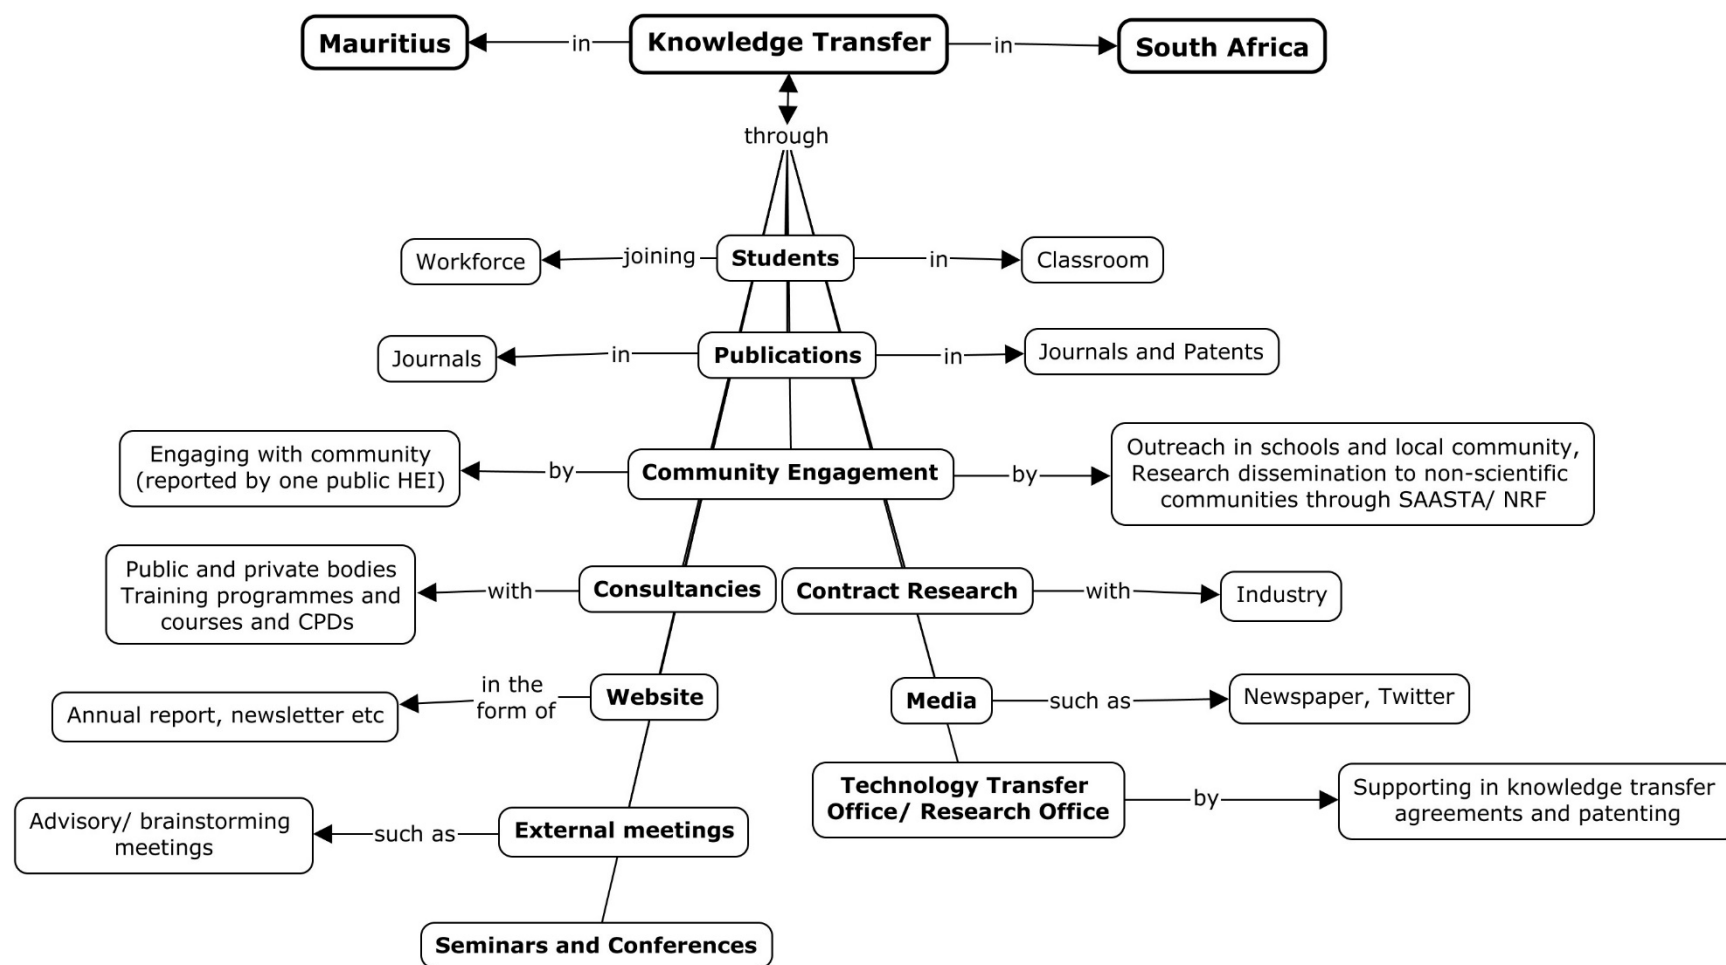 Mauritius
in
Knowledge Transfer
in
South Africa
through
Workforce
joining
Students
in
Classroom
Journals
in
Publications
in
Journals and Patents
Engaging with community
(reported by one public HEI)
by
Community Engagement
by
Outreach in schools and local community,
Research dissemination to non-scientific
communities through SAASTA/ NRF
Public and private bodies
Training programmes and
courses and CPDs
with
Consultancies
Contract Research
with
Industry
Annual report, newsletter etc
in the
form of
Website
Media
such as
Newspaper, Twitter
Technology Transfer
Office/ Research Office
by
Supporting in knowledge transfer
agreements and patenting
Advisory/ brainstorming
meetings
such as
External meetings
Seminars and Conferences